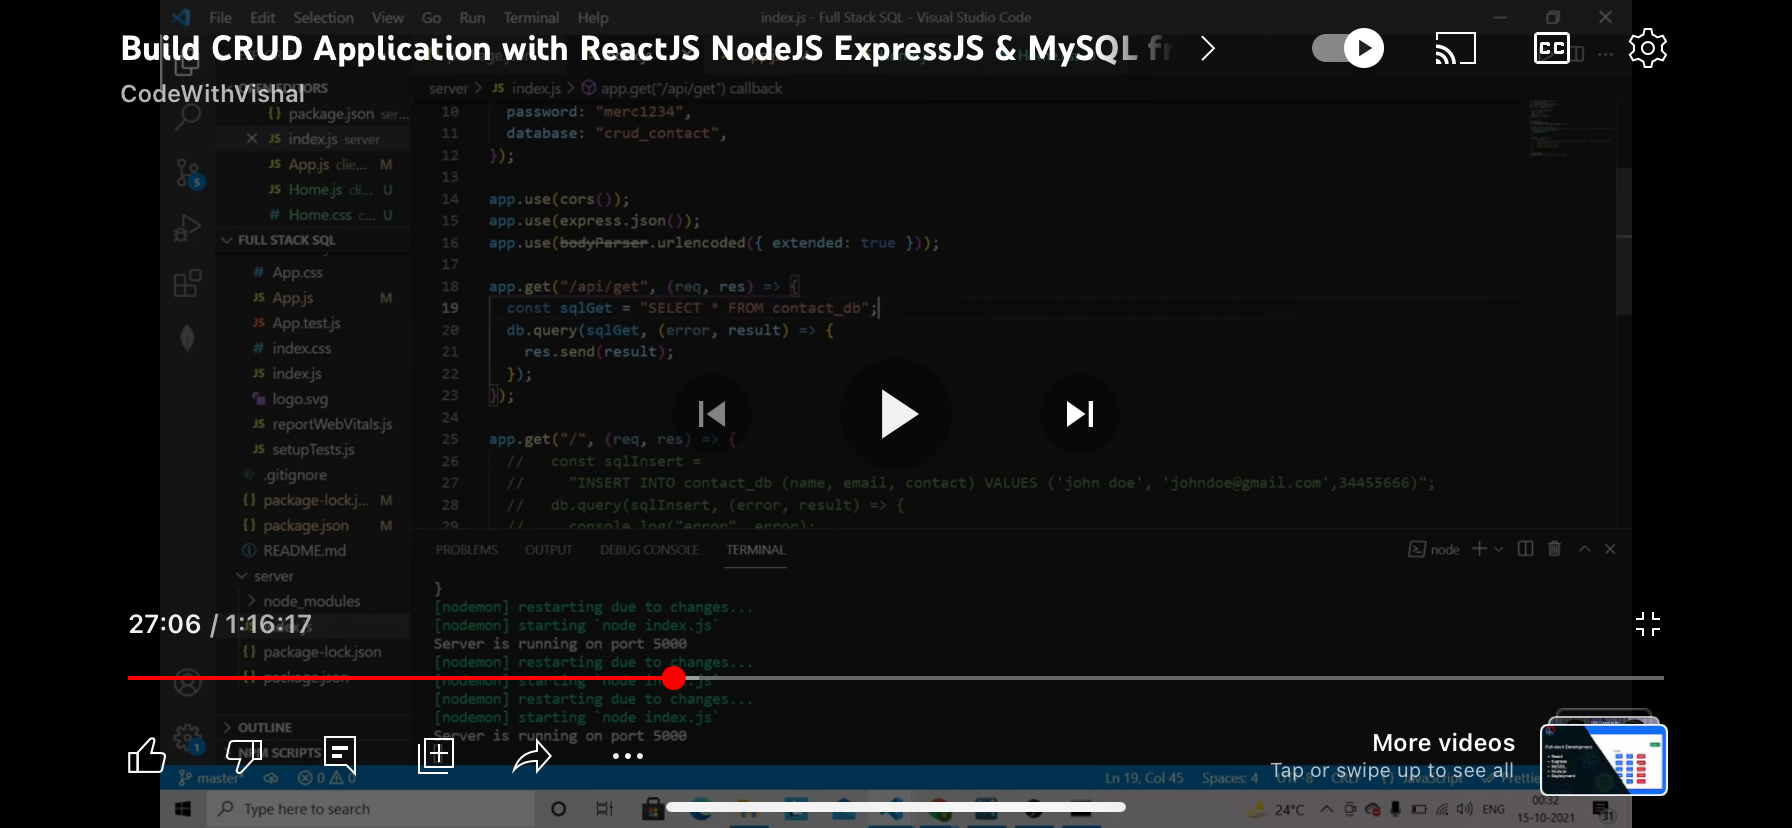 File Edit Selection View Go Run Terminal Help
index.js - Full Stack SQL - Visual Studio Code
Build CRUD Application with ReactJS NodeJS ExpressJS & MySQL fr
CC
CodeWithVishal
OPEN EDITORS
package.json ser...
index.js server
App.js clie... M
Home.js cli... U
Home.css c... U
5
FULL STACK SQL
App.css
App.js M
App.test.js
index.css
index.js
logo.svg
reportWebVitals.js
setupTests.js
.gitignore
package-lock.j... M
package.json M
README.md
server
node_modules
package-lock.json
package.json
OUTLINE
NPM SCRIPTS
1
server > JS index.js > app.get("/api/get") callback
10 password: "merc1234",
11 database: "crud_contact",
12 });
13
14 app.use(cors());
15 app.use(express.json());
16 app.use(bodyParser.urlencoded({ extended: true }));
17
18 app.get("/api/get", (req, res) => {
19 const sqlGet = "SELECT * FROM contact_db";
20 db.query(sqlGet, (error, result) => {
21 res.send(result);
22 });
23 });
24
25 app.get("/", (req, res) => {
26 // const sqlInsert =
27 // "INSERT INTO contact_db (name, email, contact) VALUES ('john doe', 'johndoe@gmail.com',34455666)";
28 // db.query(sqlInsert, (error, result) => {
29 // console.log("error", error);
PROBLEMS OUTPUT DEBUG CONSOLE TERMINAL
node
}
[nodemon] restarting due to changes...
[nodemon] starting `node index.js`
Server is running on port 5000
[nodemon] restarting due to changes...
[nodemon] starting `node index.js`
[nodemon] restarting due to changes...
[nodemon] starting `node index.js`
Server is running on port 5000
27:06 / 1:16:17
More videos
Tap or swipe up to see all
master* 0 0
Ln 19, Col 45 Spaces: 4 UTF-8 CRLF JavaScript Prettie
Type here to search
24°C ENG
00:32
15-10-2021
31